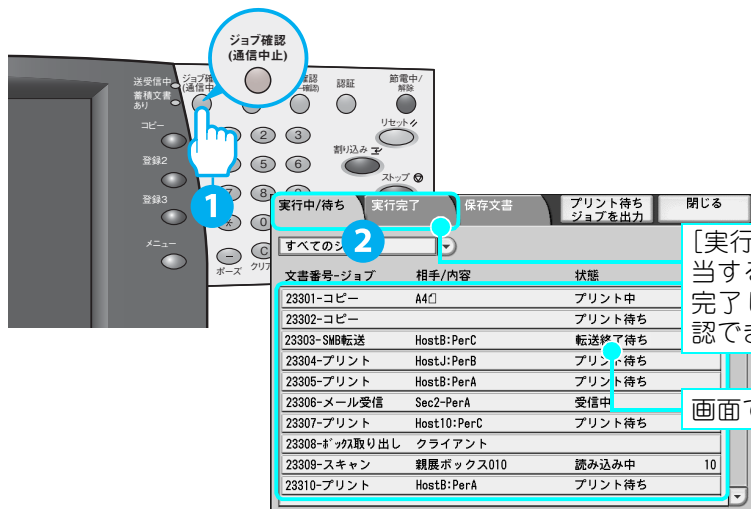 ジョブ確認
(通信中止)
送受信中
蓄積文書
あり
ジョブ確
(通信中
確認
認証
節電中/
解除
コピー
登録2
登録3
メニュー
リセット
割り込み
ストップ
2
3
5
6
7
8
0
C
ポーズ
クリア
1
2
実行中/待ち
実行完了
保存文書
プリント待ち
ジョブを出力
閉じる
すべてのジ
[実行
当する
完了し
認でき
文書番号-ジョブ 相手/内容 状態
23301-コピー A4 プリント中
23302-コピー プリント待ち
23303-SMB転送 HostB:PerC 転送終了待ち
23304-プリント HostJ:PerB プリント待ち
23305-プリント HostB:PerA プリント待ち
23306-メール受信 Sec2-PerA 受信中
23307-プリント Host10:PerC プリント待ち
23308-ボックス取り出し クライアント
23309-スキャン 親展ボックス010 読み込み中 10
23310-プリント HostB:PerA プリント待ち
画面で